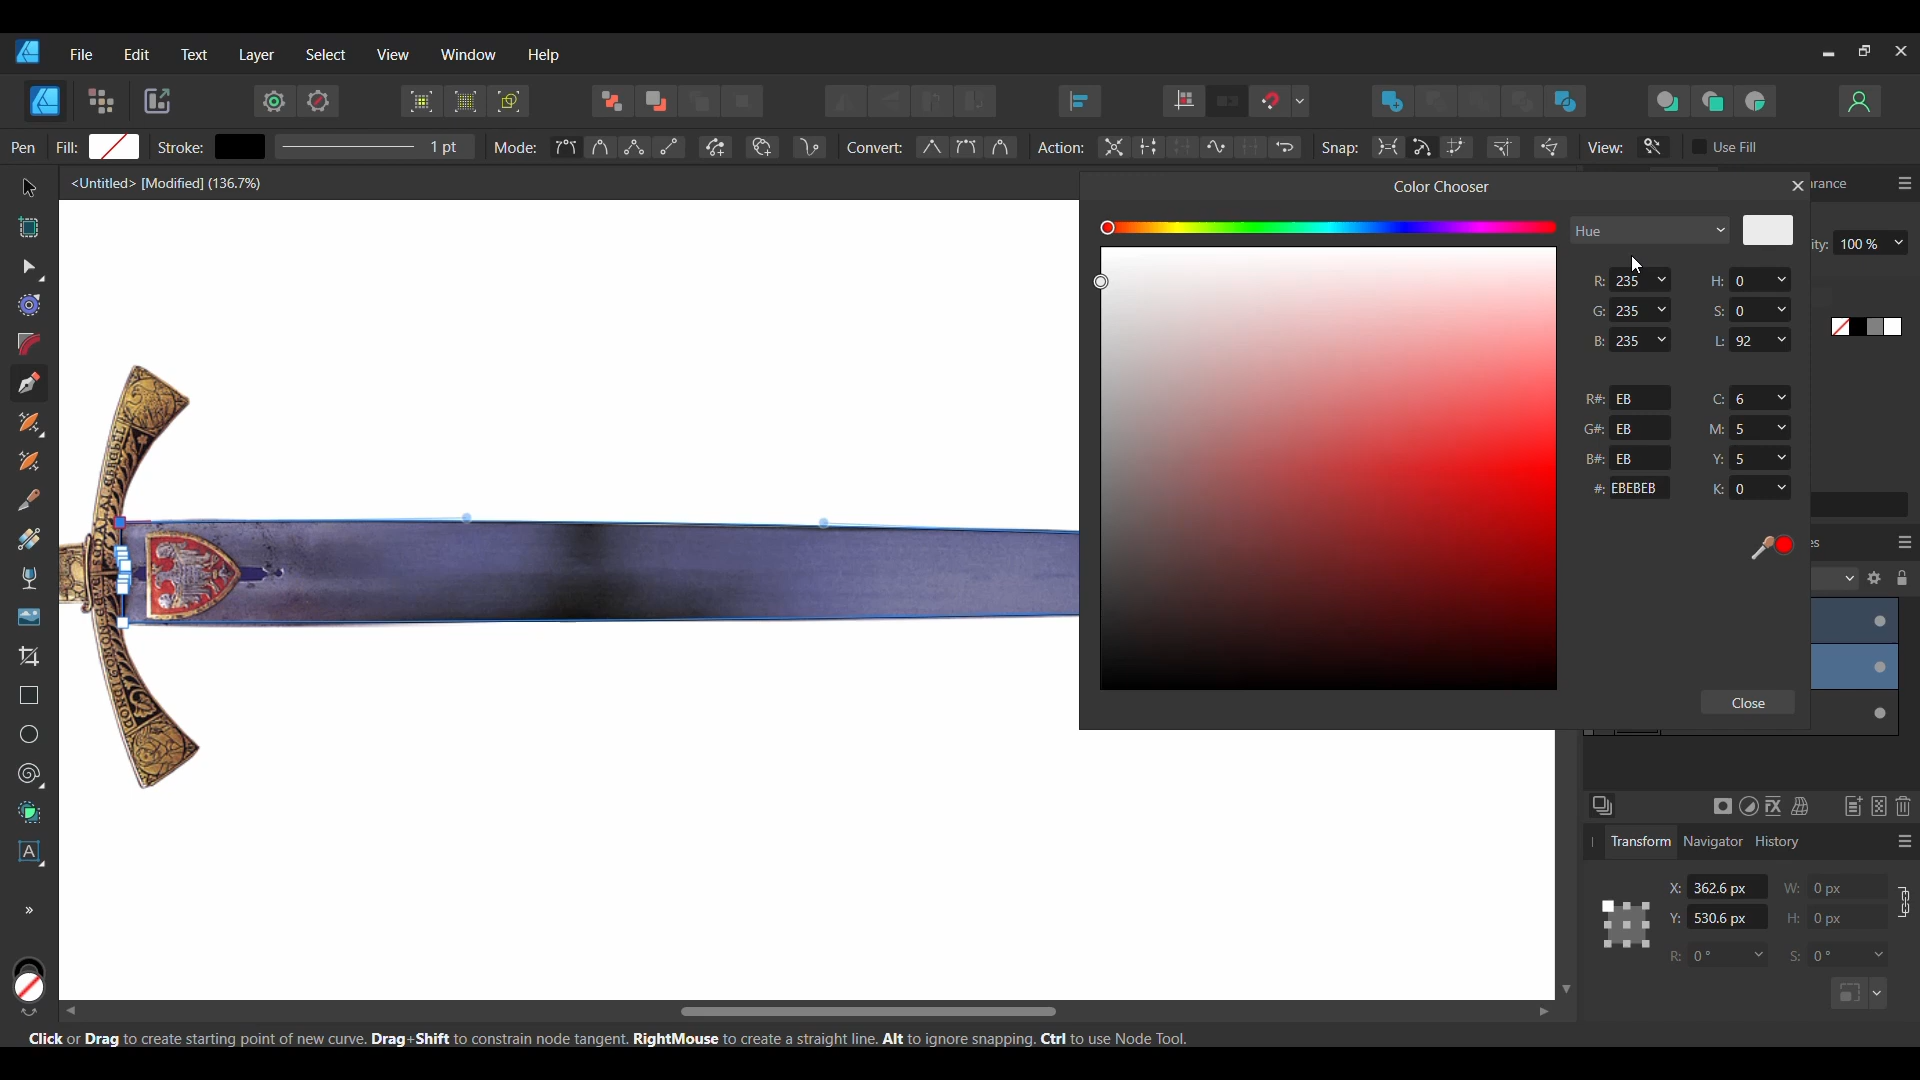 File Edit Text Layer Select View Window Help
Pen Fill: Stroke: 1 pt Mode: Convert: Action: Snap: View: Use Fill
<Untitled> [Modified] (136.7%)
Color Chooser
Hue
R: 235 H: 0
G: 235 S: 0
B: 235 L: 92
R#: EB C: 6
G#: EB M: 5
B#: EB Y: 5
#: EBEBEB K: 0
Close
rance
ity: 100 %
es
Transform Navigator History
X: 362.6 px W: 0 px
Y: 530.6 px H: 0 px
R: 0 ° S: 0 °
Click or Drag to create starting point of new curve. Drag+Shift to constrain node tangent. RightMouse to create a straight line. Alt to ignore snapping. Ctrl to use Node Tool.